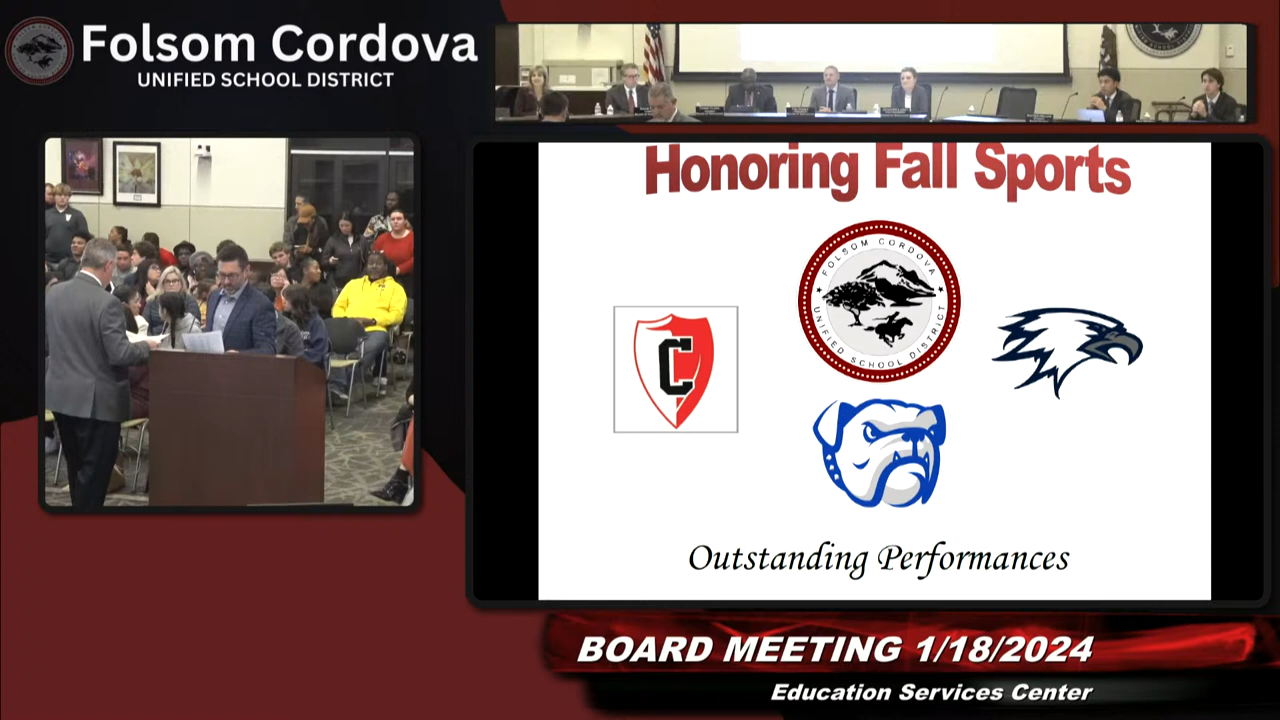 Folsom Cordova
UNIFIED SCHOOL DISTRICT
Honoring Fall Sports
FOLSOM CORDOVA
UNIFIED SCHOOL DISTRICT
C
Outstanding Performances
BOARD MEETING 1/18/2024
Education Services Center